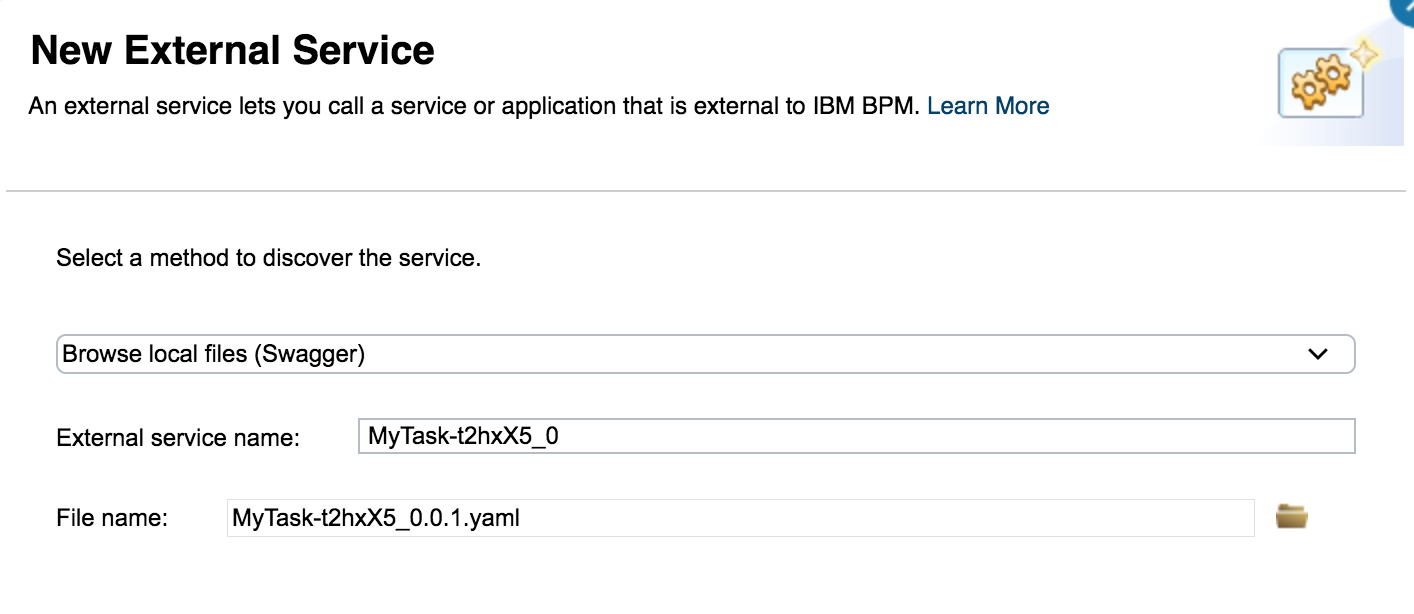 New External Service
An external service lets you call a service or application that is external to IBM BPM. Learn More
Select a method to discover the service.
Browse local files (Swagger)
External service name: MyTask-t2hxX5_0
File name: MyTask-t2hxX5_0.0.1.yaml